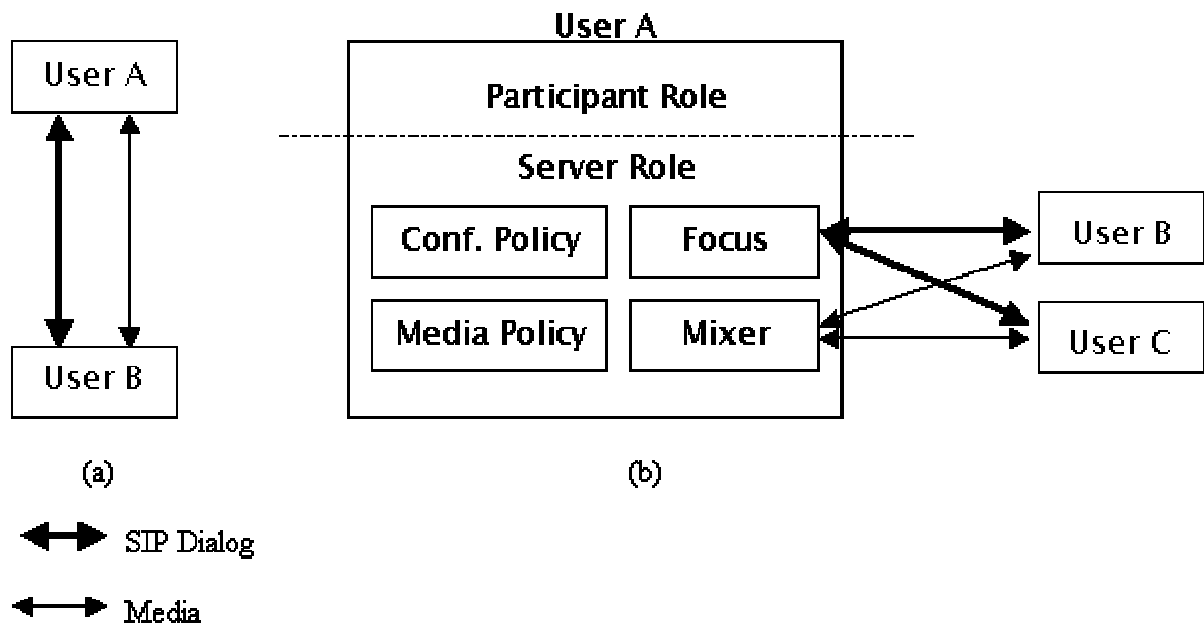 User A
User B
(a)
User A
Participant Role
Server Role
Conf. Policy
Focus
Media Policy
Mixer
User B
User C
(b)
SIP Dialog
Media